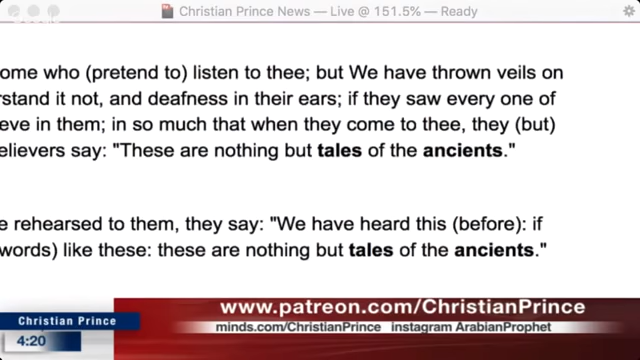 Christian Prince News — Live @ 151.5% — Ready
ome who (pretend to) listen to thee; but We have thrown veils on
rstand it not, and deafness in their ears; if they saw every one of
eve in them; in so much that when they come to thee, they (but)
elievers say: "These are nothing but tales of the ancients."
e rehearsed to them, they say: "We have heard this (before): if
words) like these: these are nothing but tales of the ancients."
www.patreon.com/ChristianPrince
Christian Prince
minds.com/ChristianPrince instagram ArabianProphet
4:20